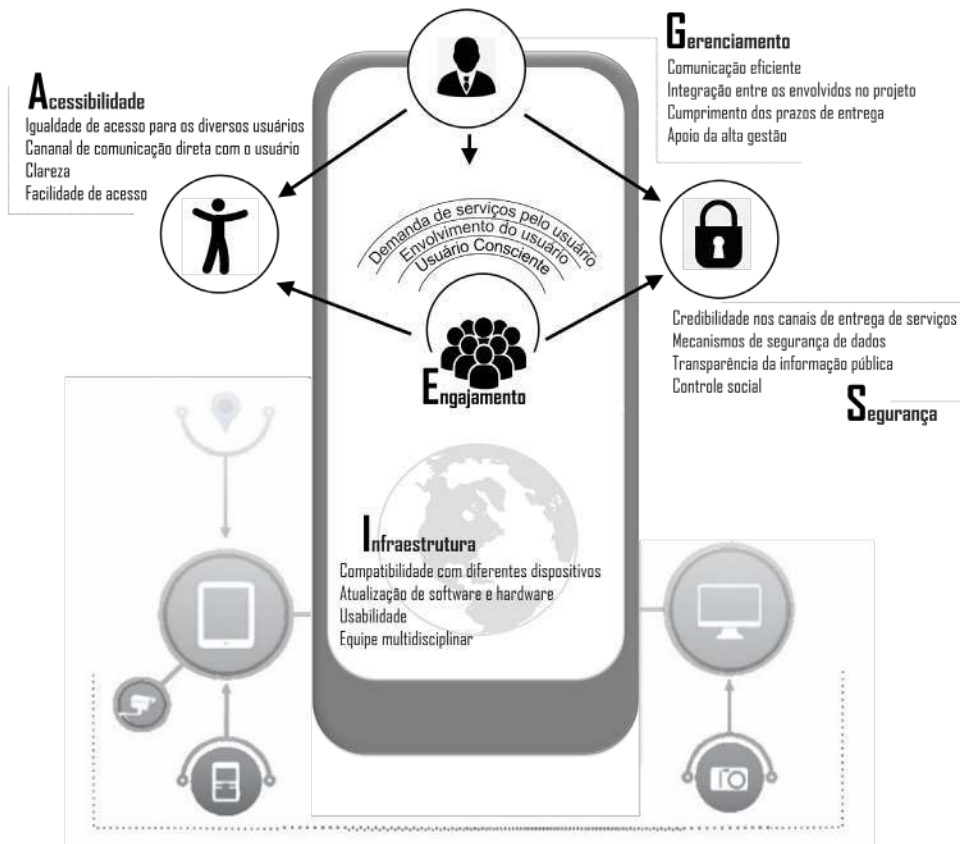 Gerenciamento
Comunicação eficiente
Integração entre os envolvidos no projeto
Cumprimento dos prazos de entrega
Apoio da alta gestão
Acessibilidade
Igualdade de acesso para os diversos usuários
Cananal de comunicação direta com o usuário
Clareza
Facilidade de acesso
Demanda de serviços pelo usuário
Envolvimento do usuário
Usuário Consciente
Engajamento
Credibilidade nos canais de entrega de serviços
Mecanismos de segurança de dados
Transparência da informação pública
Controle social
Segurança
Infraestrutura
Compatibilidade com diferentes dispositivos
Atualização de software e hardware
Usabilidade
Equipe multidisciplinar